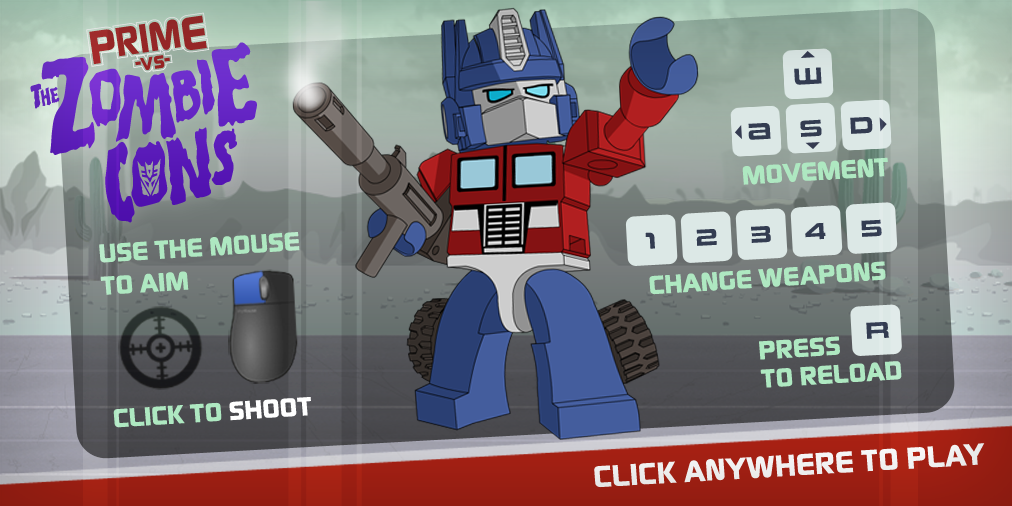 PRIME
-VS-
THE ZOMBIE
CONS
USE THE MOUSE
TO AIM
CLICK TO SHOOT
W
A S D
MOVEMENT
1 2 3 4 5
CHANGE WEAPONS
PRESS R
TO RELOAD
CLICK ANYWHERE TO PLAY